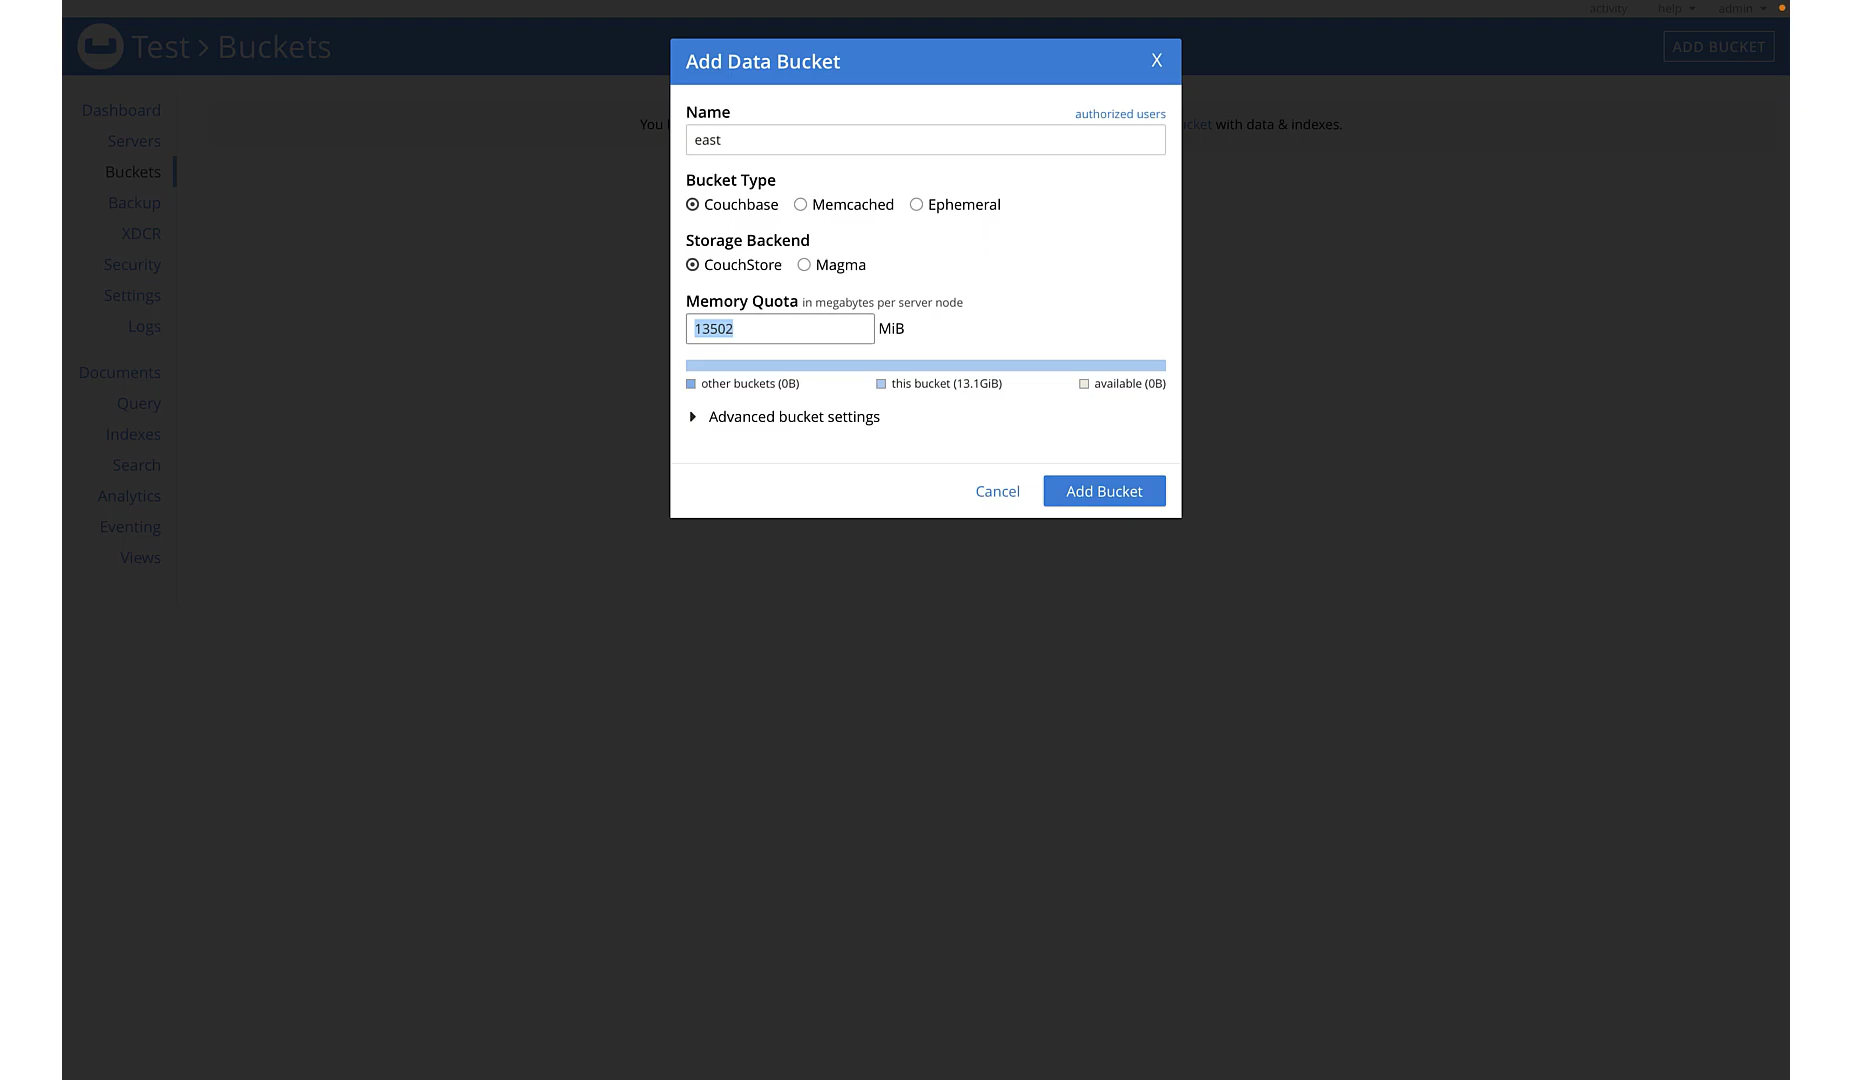 activity help admin
Test > Buckets
ADD BUCKET
Dashboard
Servers
Buckets
Backup
XDCR
Security
Settings
Logs
Documents
Query
Indexes
Search
Analytics
Eventing
Views
You
with data & indexes.
Add Data Bucket X
Name authorized users
east
Bucket Type
Couchbase Memcached Ephemeral
Storage Backend
CouchStore Magma
Memory Quota in megabytes per server node
13502 MiB
other buckets (0B) this bucket (13.1GiB) available (0B)
Advanced bucket settings
Cancel Add Bucket